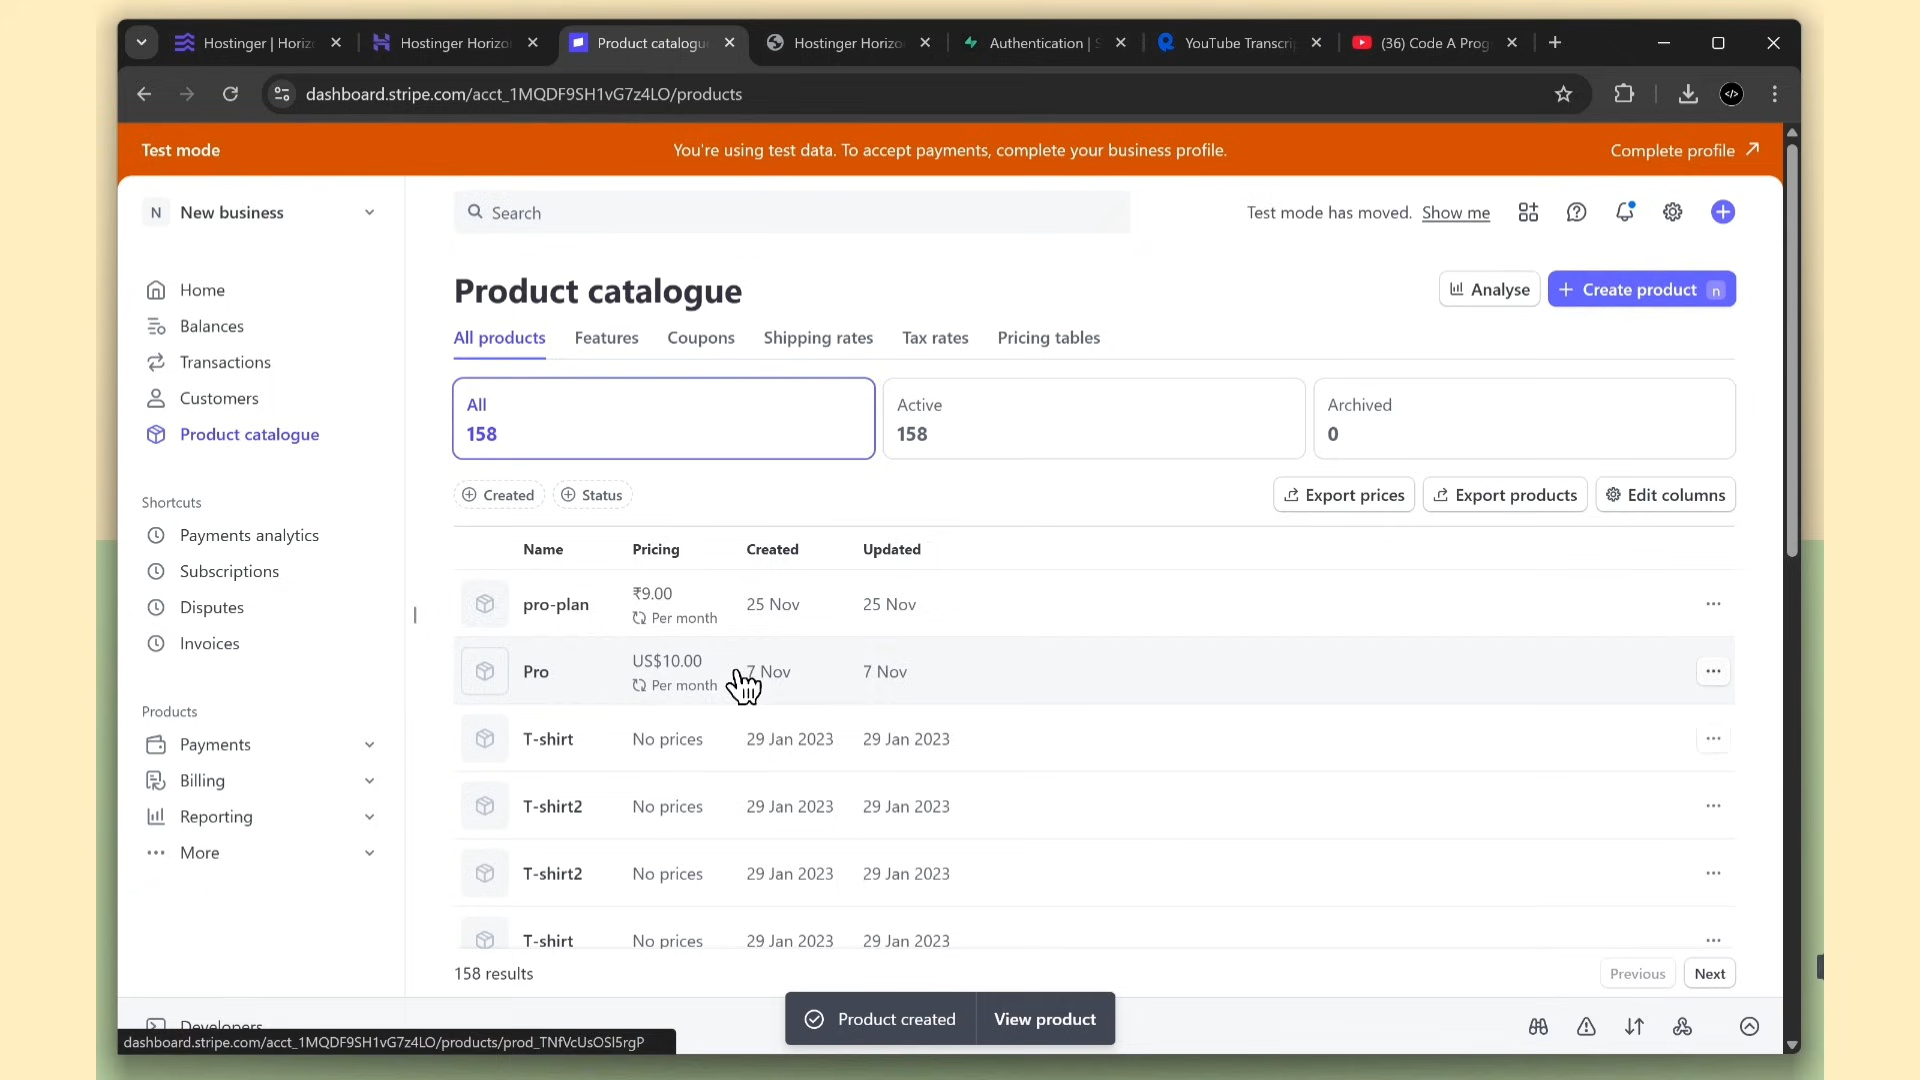 Hostinger | Horiz
Hostinger Horizo
Product catalogu
Hostinger Horizo
Authentication | S
YouTube Transcri
(36) Code A Prog
dashboard.stripe.com/acct_1MQDF9SH1vG7z4LO/products
Test mode
You're using test data. To accept payments, complete your business profile.
Complete profile
N New business
Search
Test mode has moved. Show me
Home
Balances
Transactions
Customers
Product catalogue
Shortcuts
Payments analytics
Subscriptions
Disputes
Invoices
Products
Payments
Billing
Reporting
More
Developers
Product catalogue
Analyse
Create product n
All products Features Coupons Shipping rates Tax rates Pricing tables
All
158
Active
158
Archived
0
Created Status
Export prices Export products Edit columns
Name Pricing Created Updated
pro-plan ₹9.00 Per month 25 Nov 25 Nov
Pro US$10.00 Per month 7 Nov 7 Nov
T-shirt No prices 29 Jan 2023 29 Jan 2023
T-shirt2 No prices 29 Jan 2023 29 Jan 2023
T-shirt2 No prices 29 Jan 2023 29 Jan 2023
T-shirt No prices 29 Jan 2023 29 Jan 2023
158 results
Previous Next
Product created View product
dashboard.stripe.com/acct_1MQDF9SH1vG7z4LO/products/prod_TNfVcUsOSI5rgP